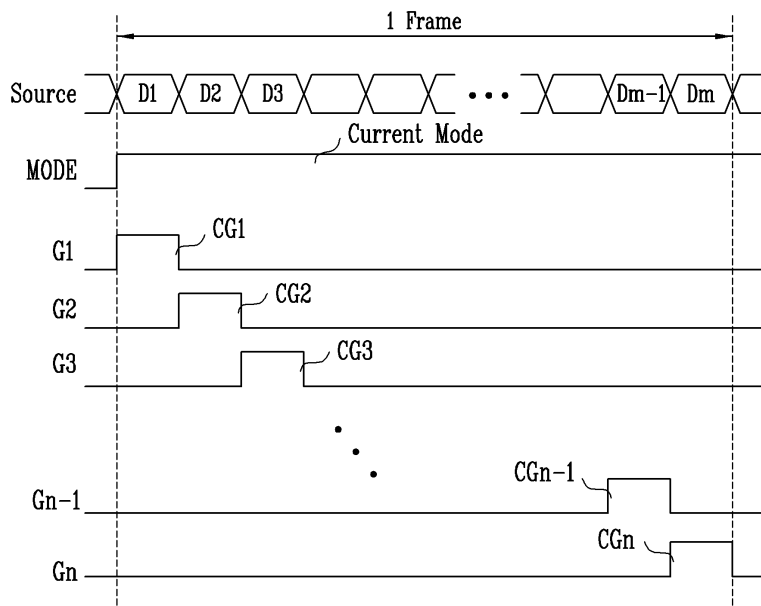 1 Frame
Source D1 D2 D3 ••• Dm-1 Dm
Current Mode
MODE
CG1
G1
CG2
G2
CG3
G3
CGn-1
Gn-1
CGn
Gn